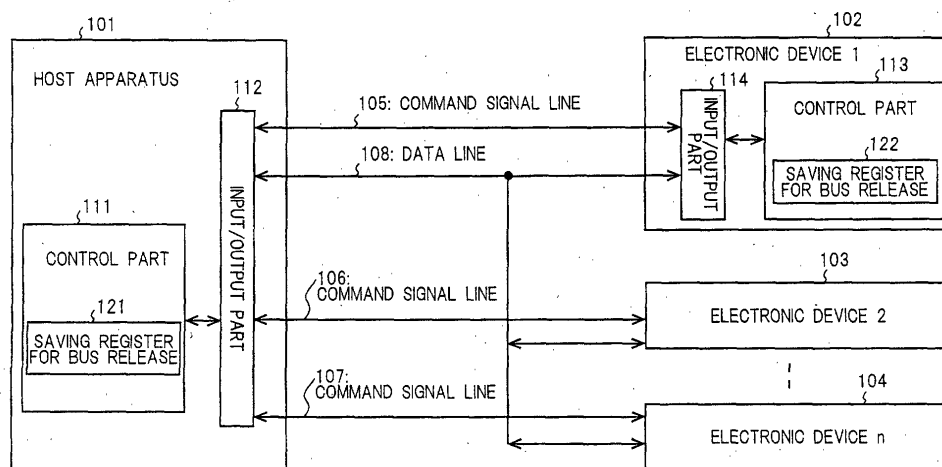 101
HOST APPARATUS
112
INPUT/OUTPUT PART
111
CONTROL PART
121
SAVING REGISTER
FOR BUS RELEASE
105: COMMAND SIGNAL LINE
108: DATA LINE
106:
COMMAND SIGNAL LINE
107:
COMMAND SIGNAL LINE
102
ELECTRONIC DEVICE 1
114
INPUT/OUTPUT
PART
113
CONTROL PART
122
SAVING REGISTER
FOR BUS RELEASE
103
ELECTRONIC DEVICE 2
104
ELECTRONIC DEVICE n